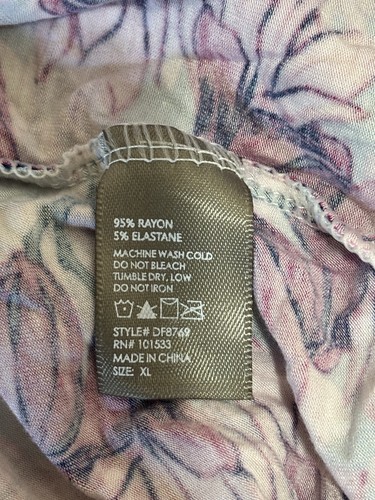 95% RAYON
5% ELASTANE
MACHINE WASH COLD
DO NOT BLEACH
TUMBLE DRY, LOW
DO NOT IRON
STYLE# DF8769
RN# 101533
MADE IN CHINA
SIZE: XL